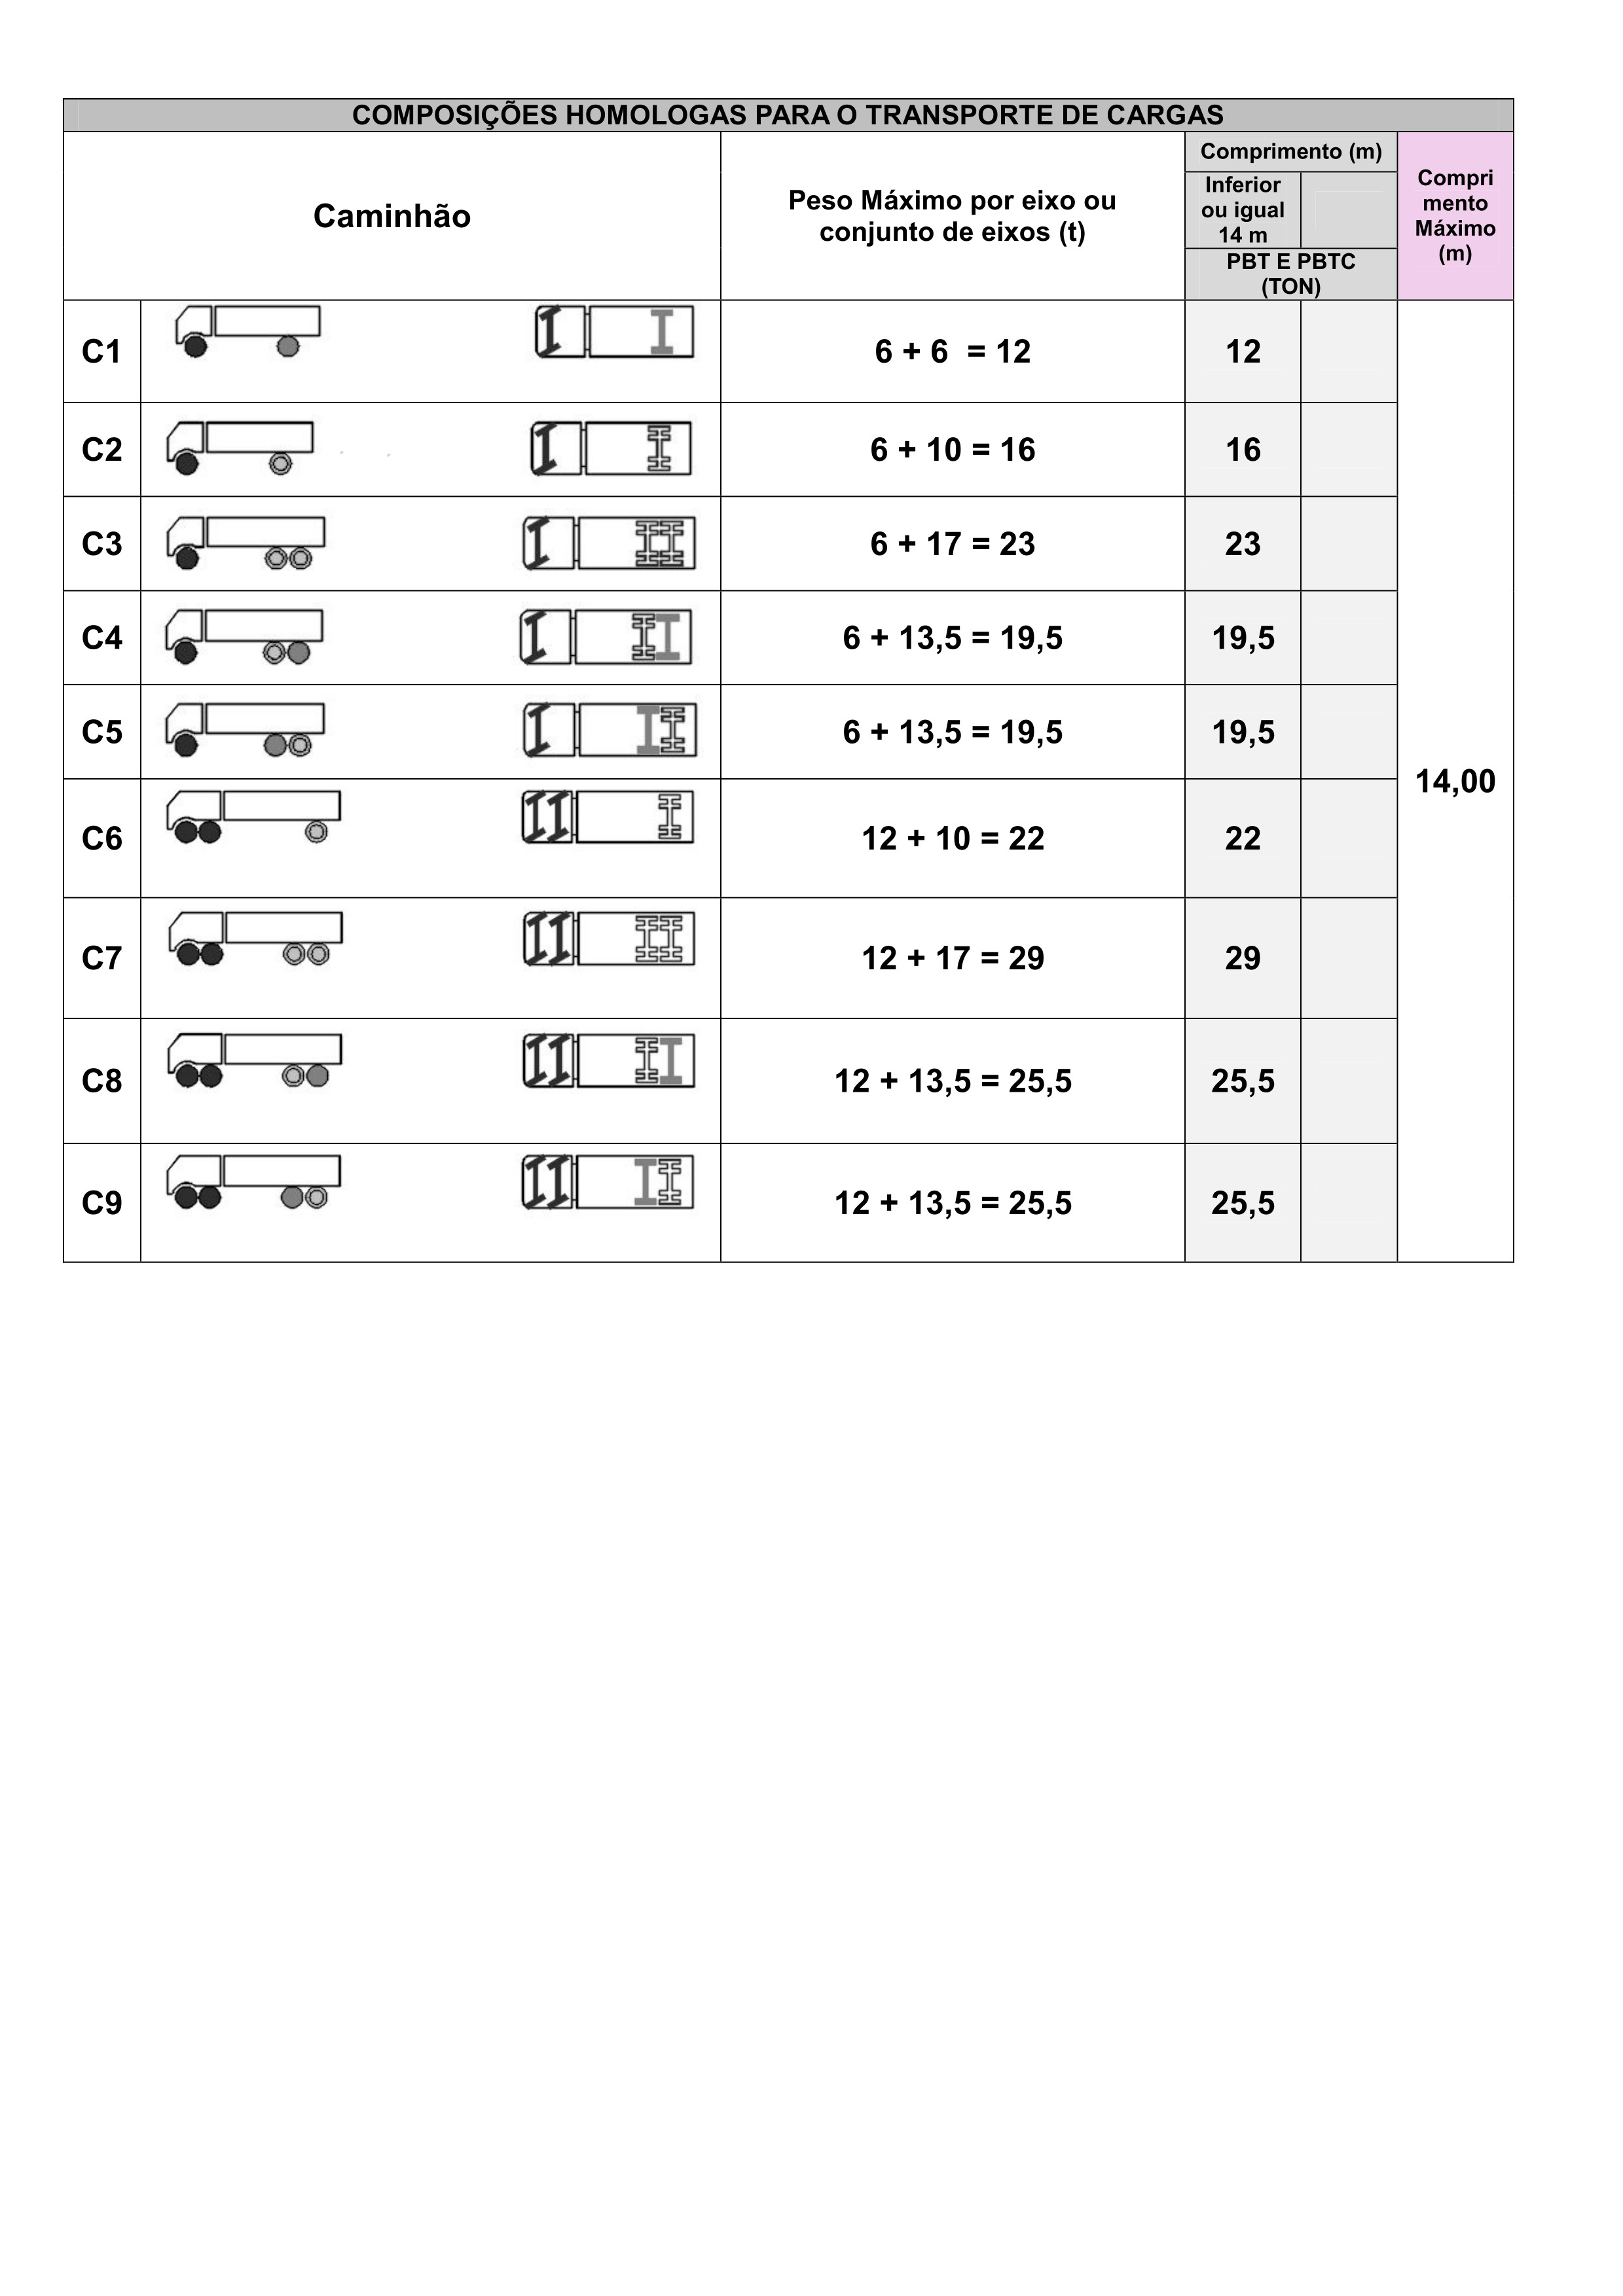 COMPOSIÇÕES HOMOLOGAS PARA O TRANSPORTE DE CARGAS
Caminhão
Peso Máximo por eixo ou
conjunto de eixos (t)
Comprimento (m)
Inferior
ou igual
14 m
PBT E PBTC
(TON)
Compri
mento
Máximo
(m)
C1 6 + 6 = 12 12
C2 6 + 10 = 16 16
C3 6 + 17 = 23 23
C4 6 + 13,5 = 19,5 19,5
C5 6 + 13,5 = 19,5 19,5
14,00
C6 12 + 10 = 22 22
C7 12 + 17 = 29 29
C8 12 + 13,5 = 25,5 25,5
C9 12 + 13,5 = 25,5 25,5